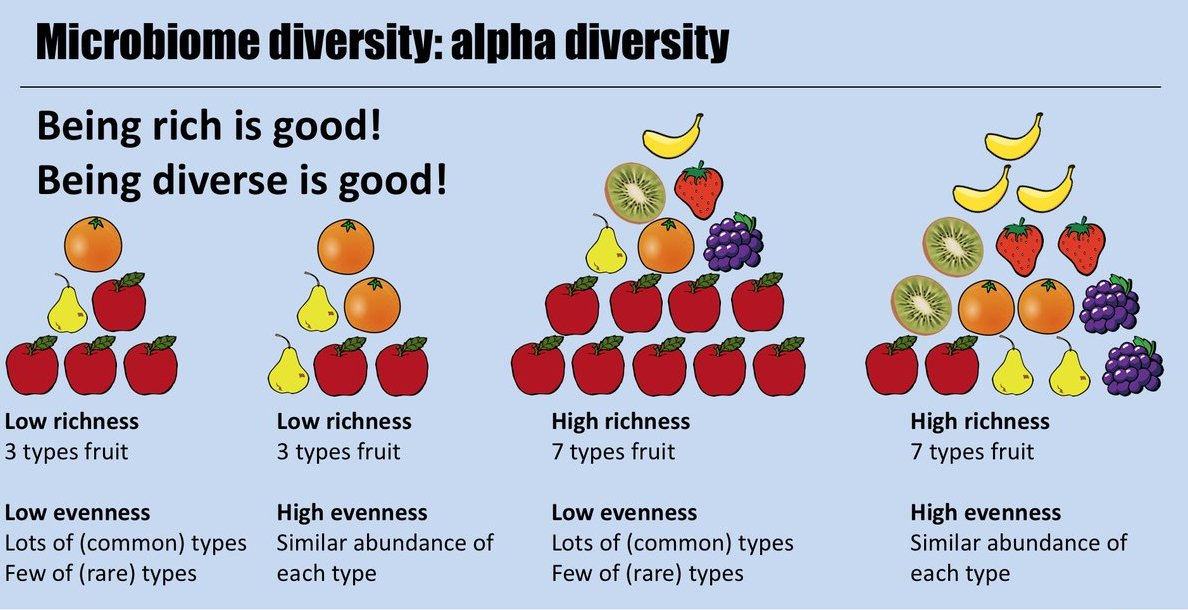 Microbiome diversity: alpha diversity
Being rich is good!
Being diverse is good!
Low richness
3 types fruit
Low evenness
Lots of (common) types
Few of (rare) types
Low richness
3 types fruit
High evenness
Similar abundance of
each type
High richness
7 types fruit
Low evenness
Lots of (common) types
Few of (rare) types
High richness
7 types fruit
High evenness
Similar abundance of
each type